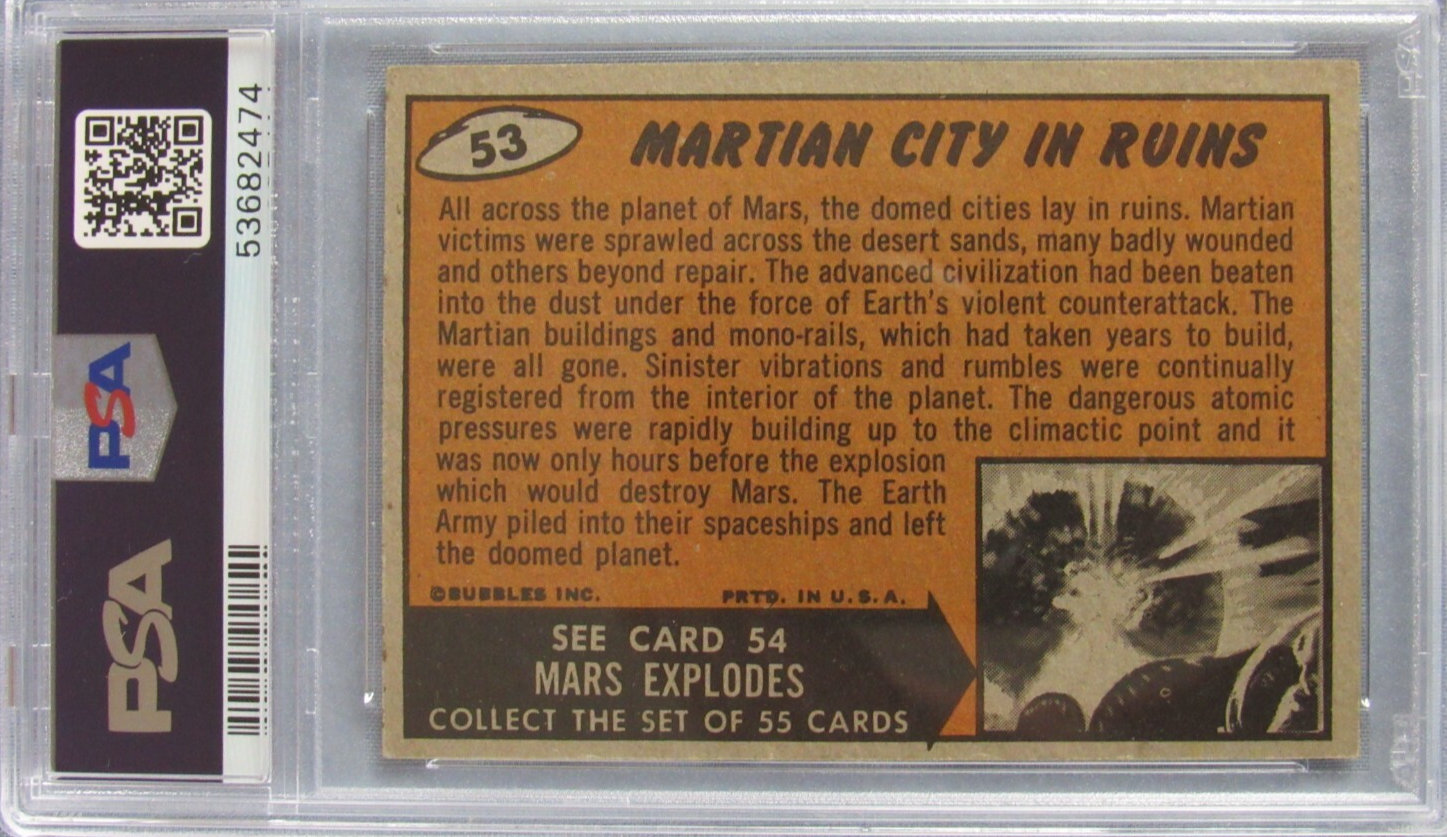 53682474
PSA
PSA
53
MARTIAN CITY IN RUINS
All across the planet of Mars, the domed cities lay in ruins. Martian
victims were sprawled across the desert sands, many badly wounded
and others beyond repair. The advanced civilization had been beaten
into the dust under the force of Earth's violent counterattack. The
Martian buildings and mono-rails, which had taken years to build,
were all gone. Sinister vibrations and rumbles were continually
registered from the interior of the planet. The dangerous atomic
pressures were rapidly building up to the climactic point and it
was now only hours before the explosion
which would destroy Mars. The Earth
Army piled into their spaceships and left
the doomed planet.
©BUBBLES INC. PRTD. IN U.S.A.
SEE CARD 54
MARS EXPLODES
COLLECT THE SET OF 55 CARDS